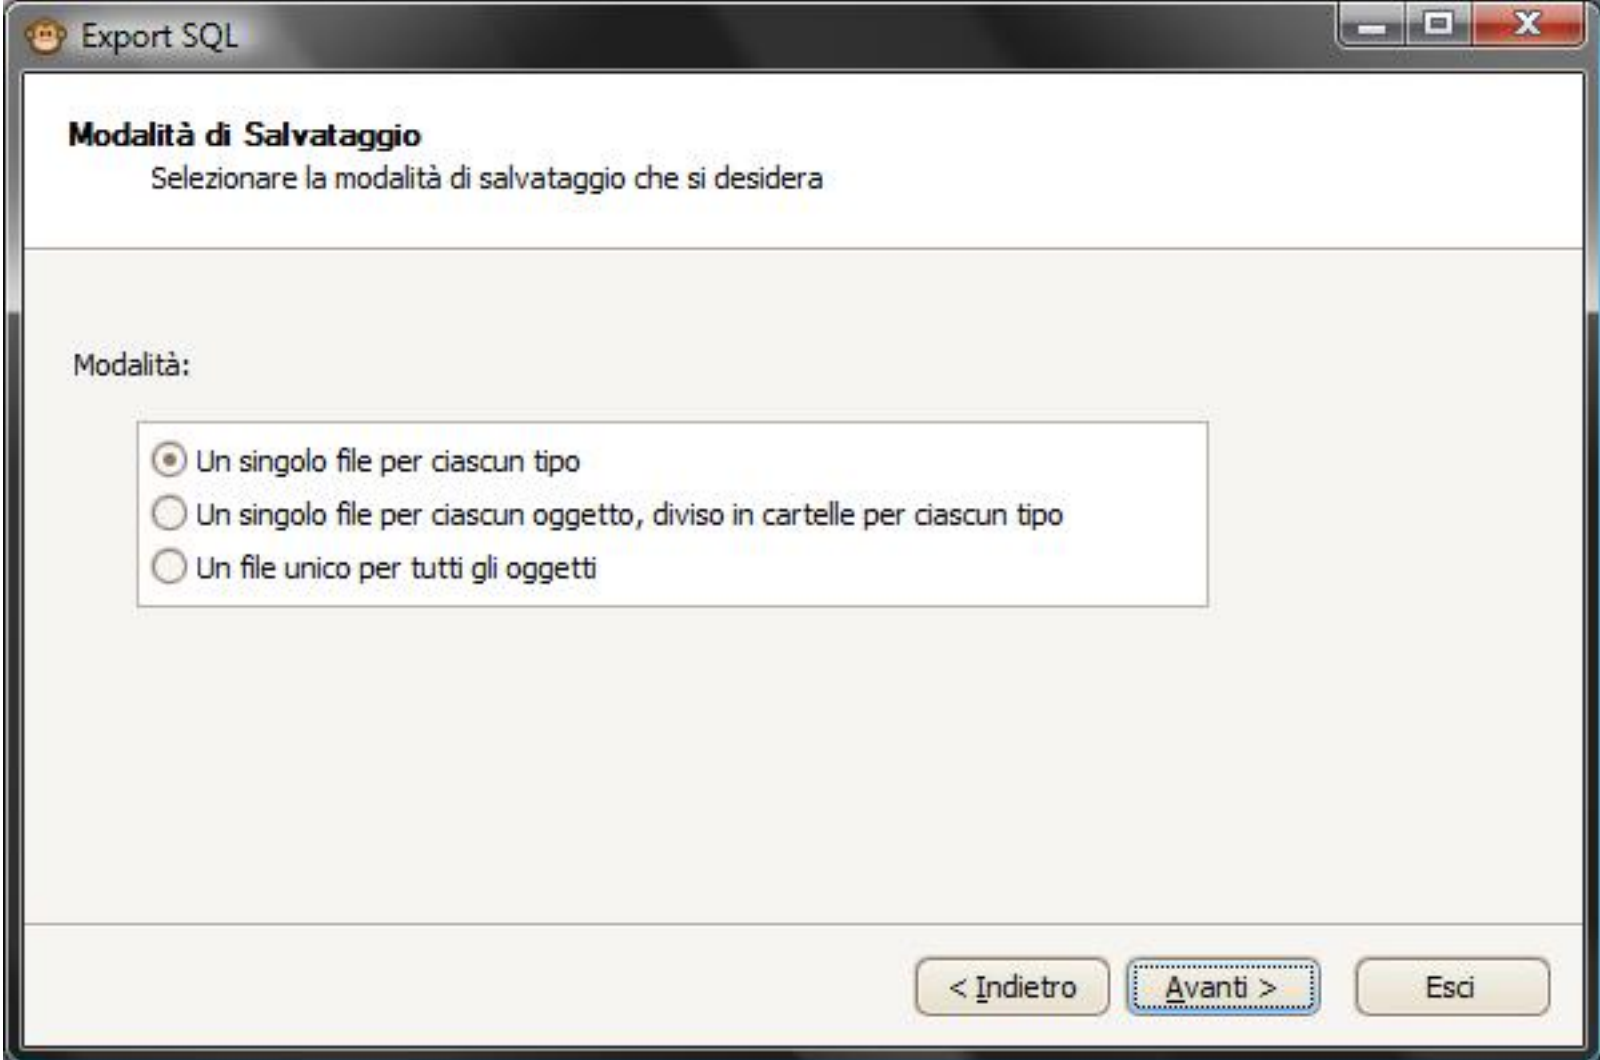 Export SQL
Modalità di Salvataggio
Selezionare la modalità di salvataggio che si desidera
Modalità:
Un singolo file per ciascun tipo
Un singolo file per ciascun oggetto, diviso in cartelle per ciascun tipo
Un file unico per tutti gli oggetti
< Indietro
Avanti >
Esci